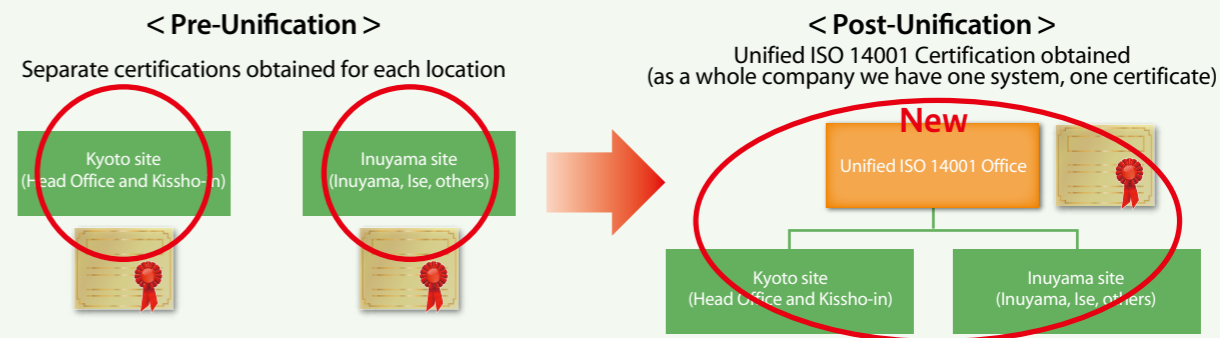 < Pre-Unification >
Separate certifications obtained for each location
Kyoto site
(Head Office and Kissho-in)
Inuyama site
(Inuyama, Ise, others)
< Post-Unification >
Unified ISO 14001 Certification obtained
(as a whole company we have one system, one certificate)
New
Unified ISO 14001 Office
Kyoto site
(Head Office and Kissho-in)
Inuyama site
(Inuyama, Ise, others)